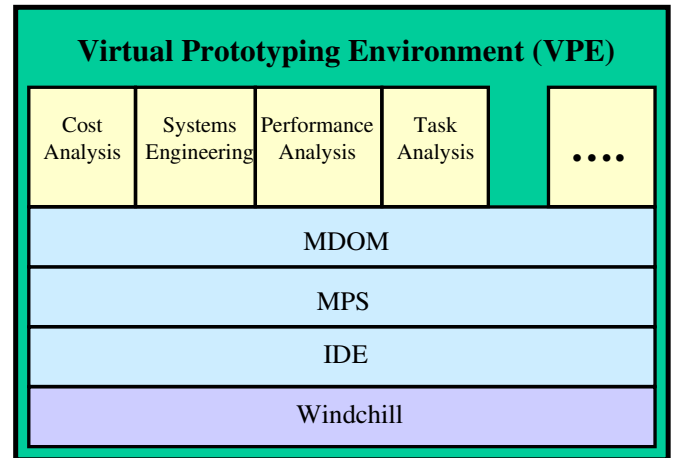 Virtual Prototyping Environment (VPE)
Cost
Analysis
Systems
Engineering
Performance
Analysis
Task
Analysis
....
MDOM
MPS
IDE
Windchill